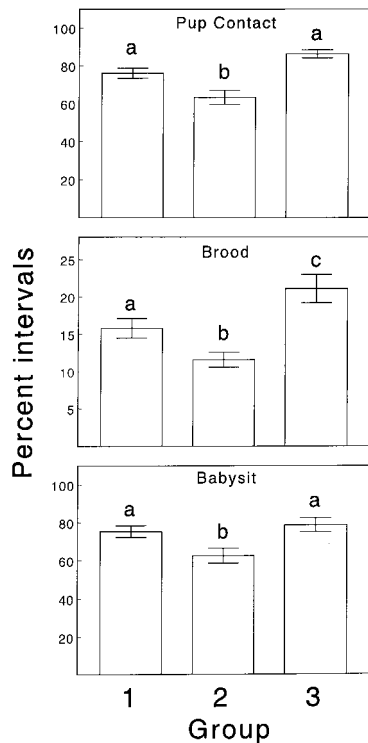 Percent intervals
Pup Contact
100
80
60
40
20
a
b
a
Brood
25
20
15
10
5
a
b
c
Babysit
100
80
60
40
20
a
b
a
1 2 3
Group